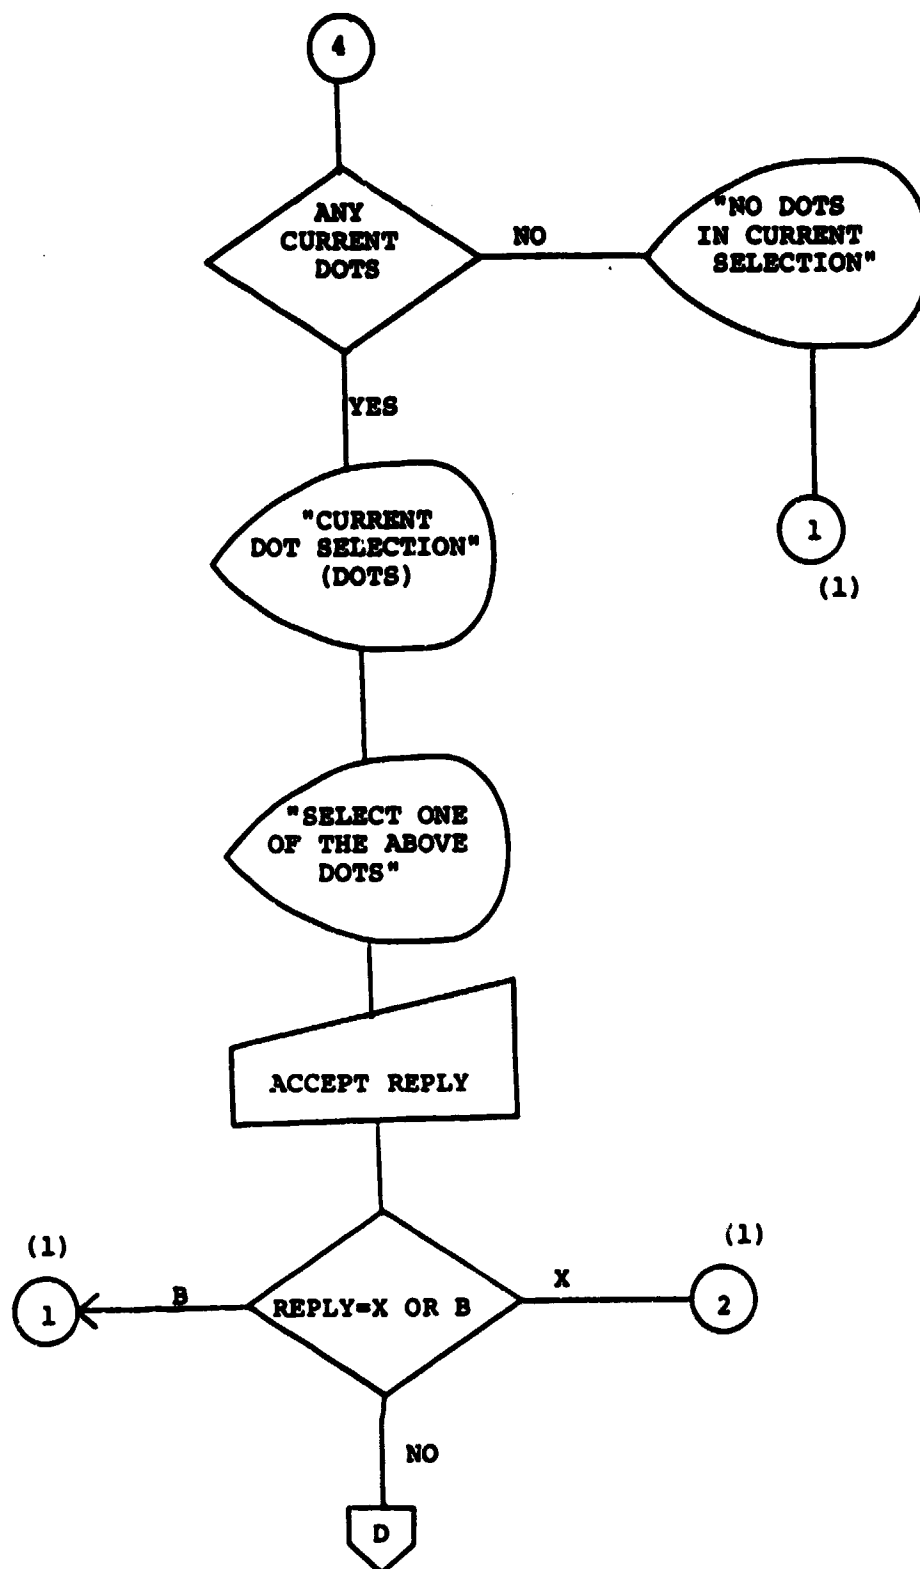 4
ANY
CURRENT
DOTS
NO
"NO DOTS
IN CURRENT
SELECTION"
YES
1
(1)
"CURRENT
DOT SELECTION"
(DOTS)
"SELECT ONE
OF THE ABOVE
DOTS"
ACCEPT REPLY
(1)
1
B
REPLY=X OR B
X
(1)
2
NO
D